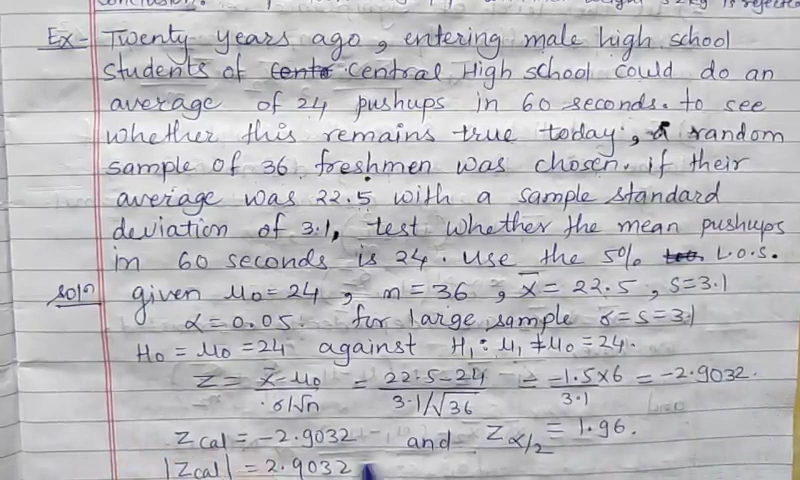 Conclusion. weight 52kg is rejected
Ex- Twenty years ago, entering male high school
students of central High school could do an
average of 24 pushups in 60 seconds. to see
whether this remains true today, a random
sample of 36 freshmen was chosen. if their
average was 22.5 with a sample standard
deviation of 3.1, test whether the mean pushups
in 60 seconds is 24. use the 5% L.O.S.
Solⁿ given μ₀ = 24, n = 36, x̄ = 22.5, s = 3.1
α = 0.05. for large sample σ = s = 3.1
H₀ = μ₀ = 24 against H₁: μ₁ ≠ μ₀ = 24.
Z = x̄ - μ₀ / σ/√n = 22.5 - 24 / 3.1/√36 = -1.5×6 / 3.1 = -2.9032.
Zcal = -2.9032 and Zα/2 = 1.96.
|Zcal| = 2.9032